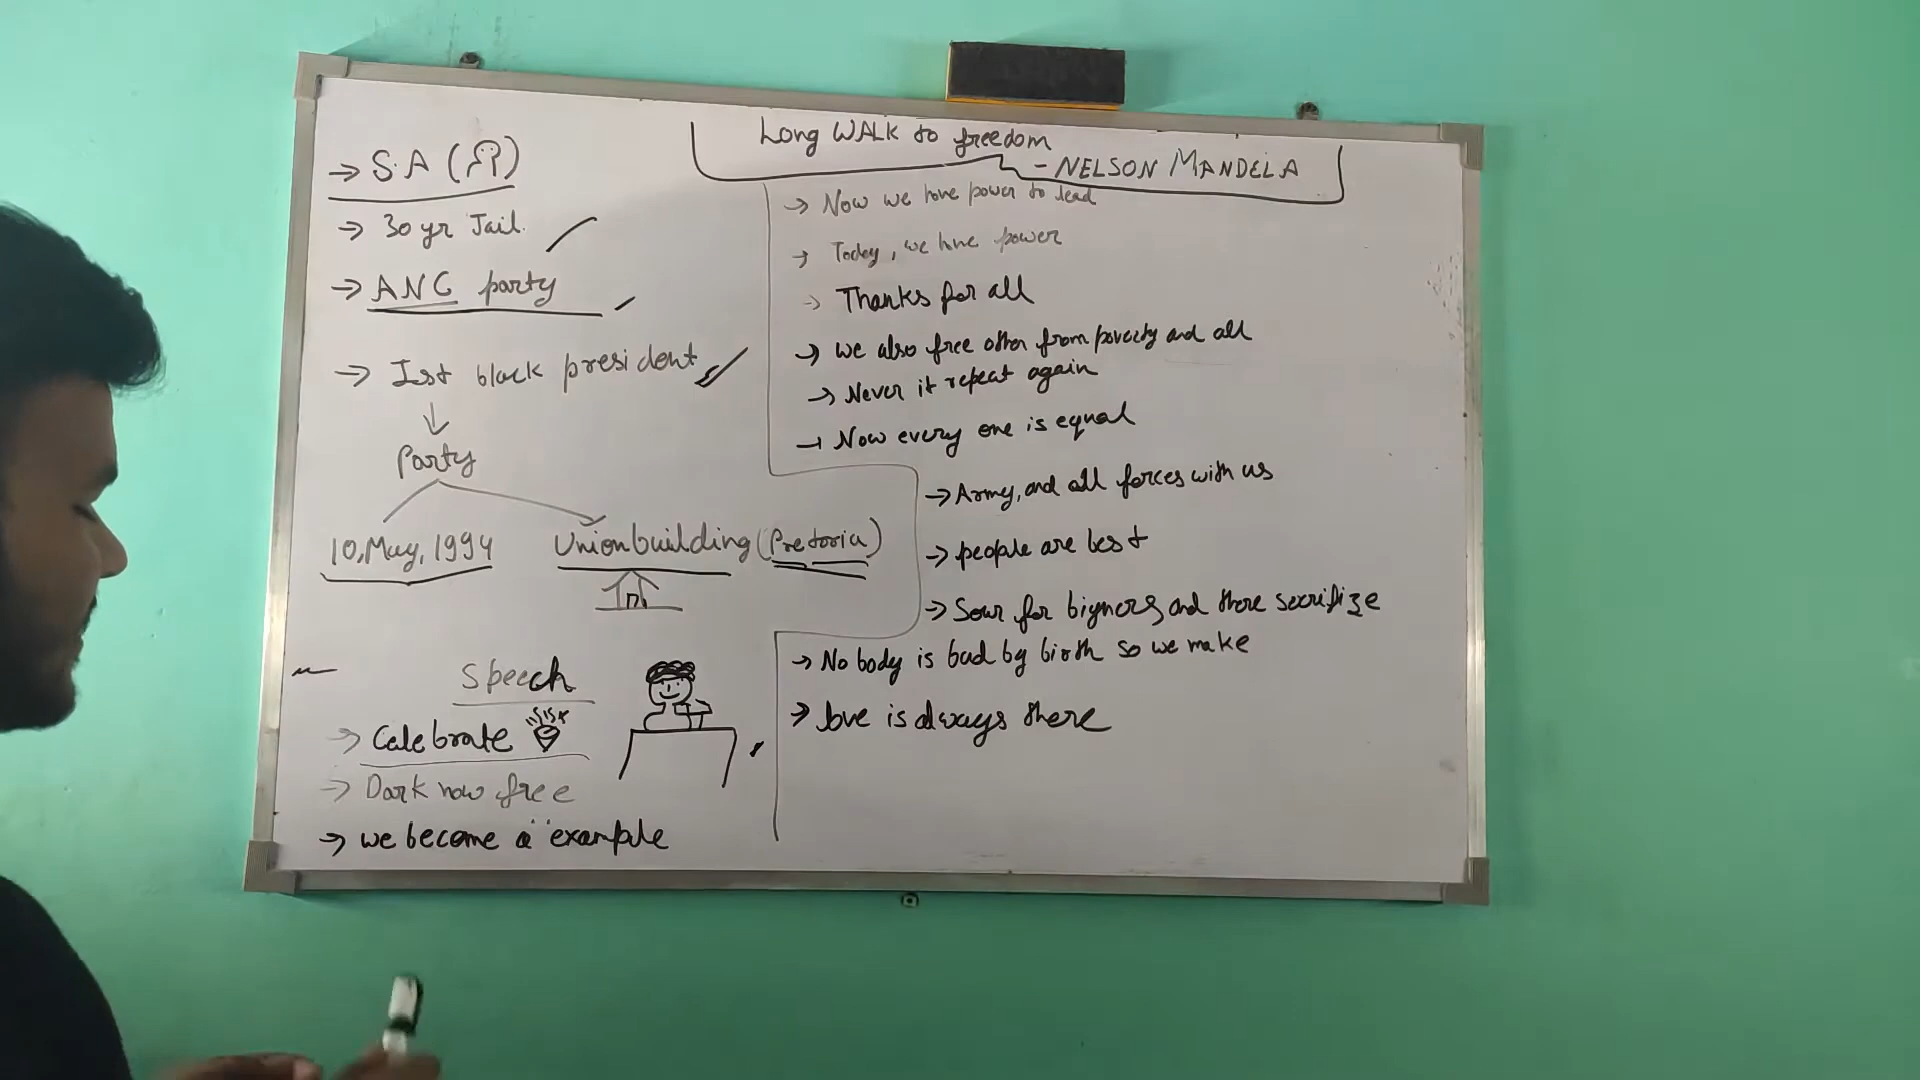 Long WALK to freedom
- NELSON MANDELA
→ S.A
→ 30 yr Jail.
→ ANC party
→ Ist black president
↓
Party
10, May, 1994
Union building (Pretoria)
Speech
→ Celebrate
→ Dark now free
→ we become a "example
→ Now we have power to lead
→ Today, we have power
→ Thanks for all
→ we also free other from poverty and all
→ Never it repeat again
→ Now every one is equal
→ Army, and all forces with us
→ people are best
→ for and there secrifize
→ No body is bad by birth so we make
→ love is always there